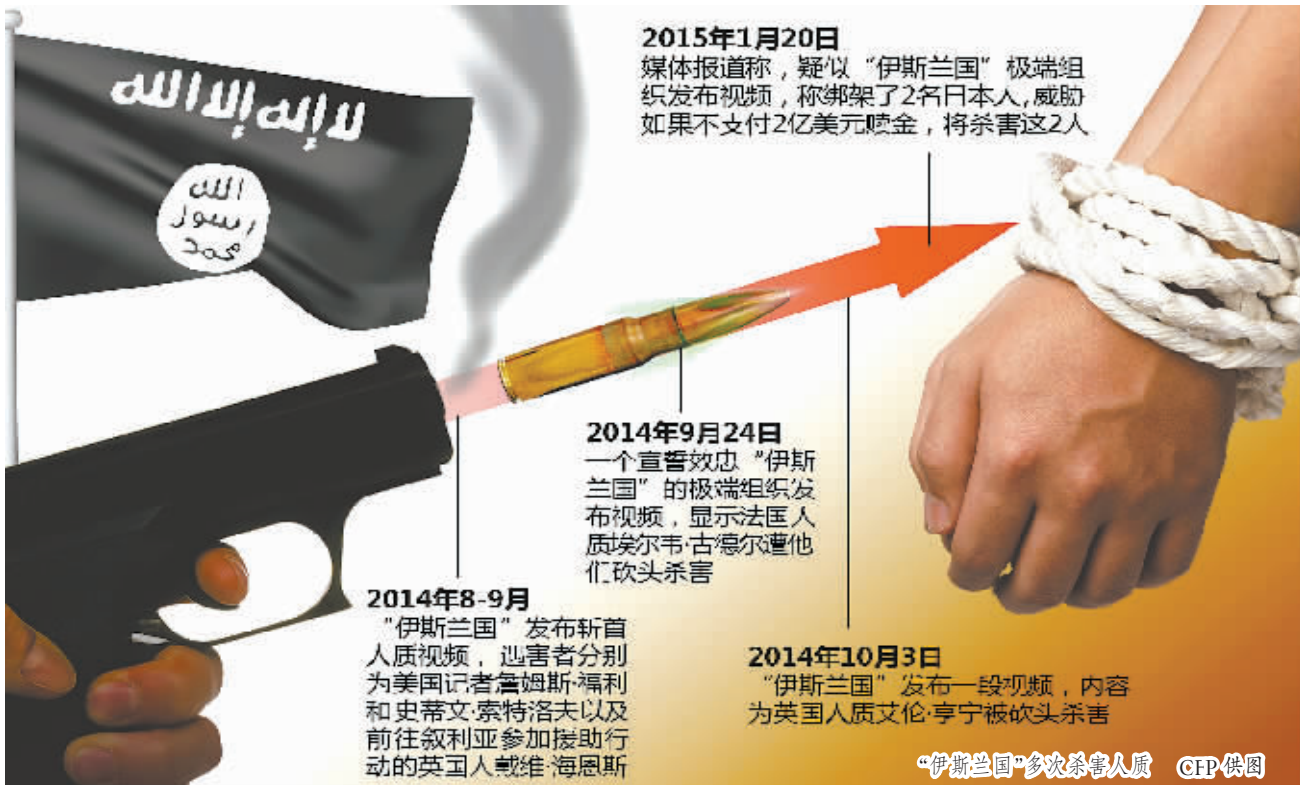 لا إله إلا الله
الله
رسول
محمد
2015年1月20日
媒体报道称，疑似“伊斯兰国”极端组
织发布视频，称绑架了2名日本人，威胁
如果不支付2亿美元赎金，将杀害这2人
2014年9月24日
一个宣誓效忠“伊斯
兰国”的极端组织发
布视频，显示法国人
质埃尔韦·古德尔遭他
们砍头杀害
2014年8-9月
“伊斯兰国”发布斩首
人质视频，遇害者分别
为美国记者詹姆斯·福利
和史蒂文·索特洛夫以及
前往叙利亚参加援助行
动的英国人戴维·海恩斯
2014年10月3日
“伊斯兰国”发布一段视频，内容
为英国人质艾伦·亨宁被砍头杀害
“伊斯兰国”多次杀害人质 CFP 供图